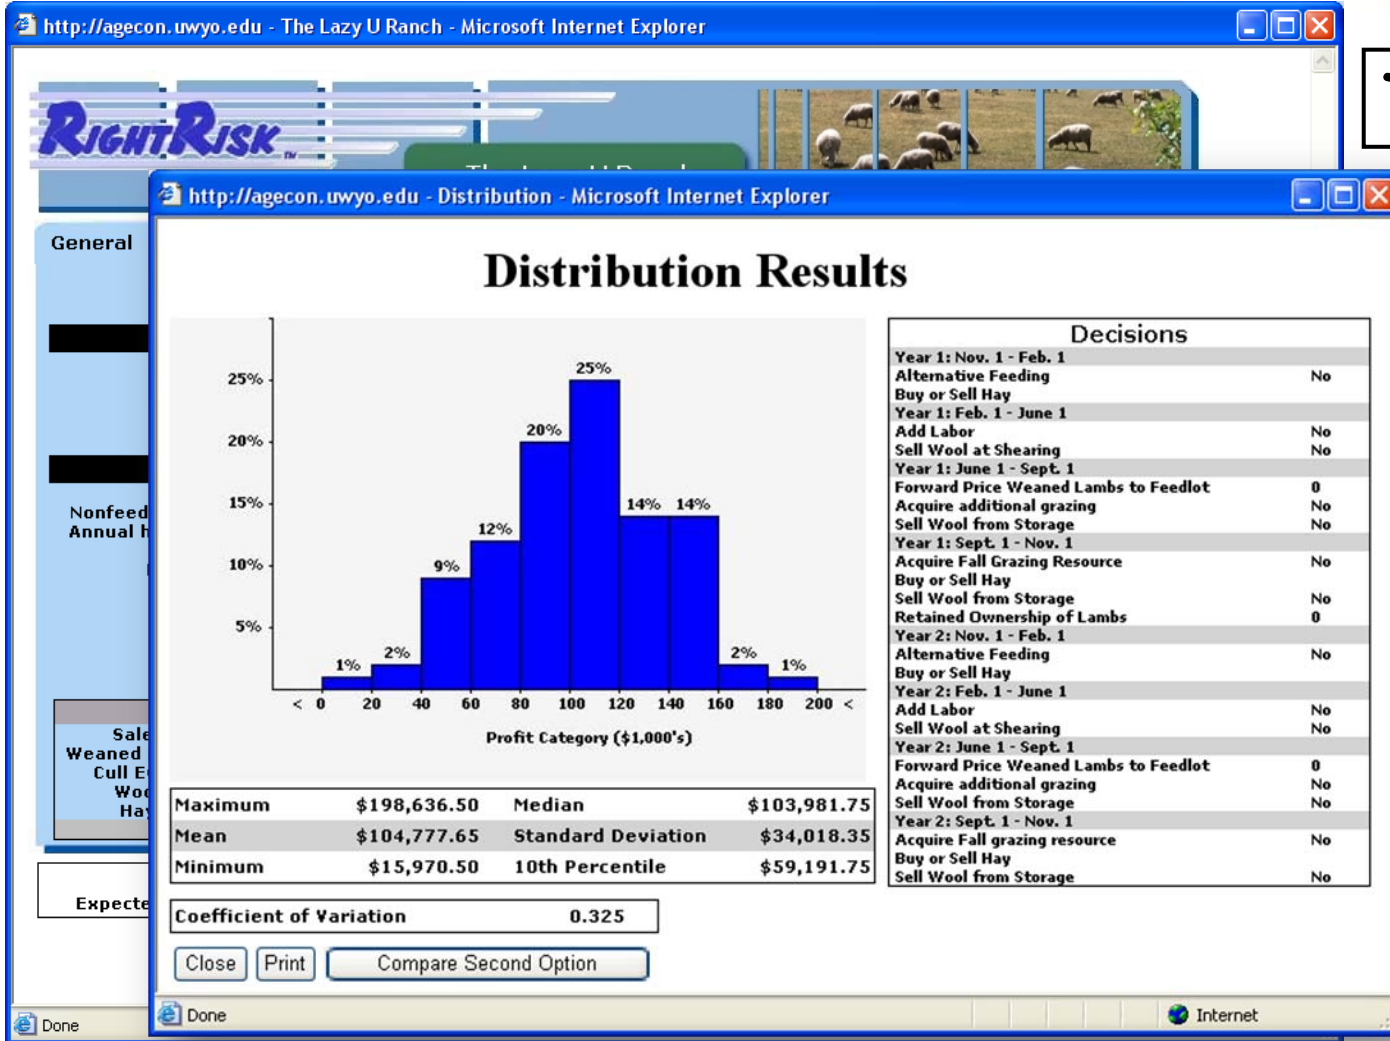 http://agecon.uwyo.edu - The Lazy U Ranch - Microsoft Internet Explorer
RIGHTRISK TM
http://agecon.uwyo.edu - Distribution - Microsoft Internet Explorer
General
Nonfeed
Annual
Sale
Weaned
Cull
Expecte
Distribution Results
25%
20%
15%
10%
5%
1%
2%
9%
12%
20%
25%
14%
14%
2%
1%
< 0 20 40 60 80 100 120 140 160 180 200 <
Profit Category ($1,000's)
Maximum $198,636.50 Median $103,981.75
Mean $104,777.65 Standard Deviation $34,018.35
Minimum $15,970.50 10th Percentile $59,191.75
Coefficient of Variation 0.325
Close Print Compare Second Option
Decisions
Year 1: Nov. 1 - Feb. 1
Alternative Feeding No
Buy or Sell Hay
Year 1: Feb. 1 - June 1
Add Labor No
Sell Wool at Shearing No
Year 1: June 1 - Sept. 1
Forward Price Weaned Lambs to Feedlot 0
Acquire additional grazing No
Sell Wool from Storage No
Year 1: Sept. 1 - Nov. 1
Acquire Fall Grazing Resource No
Buy or Sell Hay
Sell Wool from Storage No
Retained Ownership of Lambs 0
Year 2: Nov. 1 - Feb. 1
Alternative Feeding No
Buy or Sell Hay
Year 2: Feb. 1 - June 1
Add Labor No
Sell Wool at Shearing No
Year 2: June 1 - Sept. 1
Forward Price Weaned Lambs to Feedlot 0
Acquire additional grazing No
Sell Wool from Storage No
Year 2: Sept. 1 - Nov. 1
Acquire Fall grazing resource No
Buy or Sell Hay
Sell Wool from Storage No
Done
Internet
Done